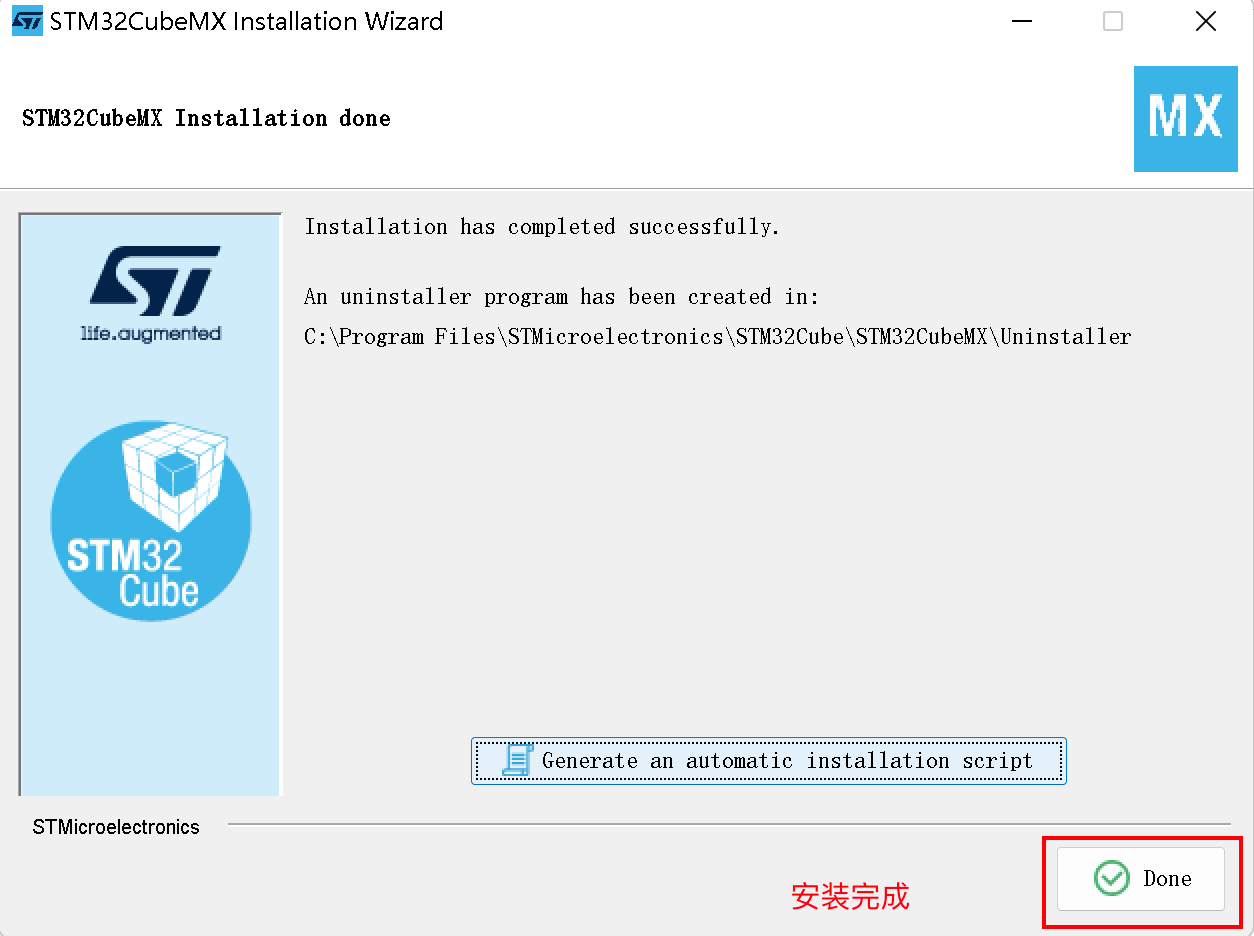 STM32CubeMX Installation Wizard
STM32CubeMX Installation done
MX
life.augmented
STM32
Cube
Installation has completed successfully.
An uninstaller program has been created in:
C:\Program Files\STMicroelectronics\STM32Cube\STM32CubeMX\Uninstaller
Generate an automatic installation script
STMicroelectronics
安装完成
Done